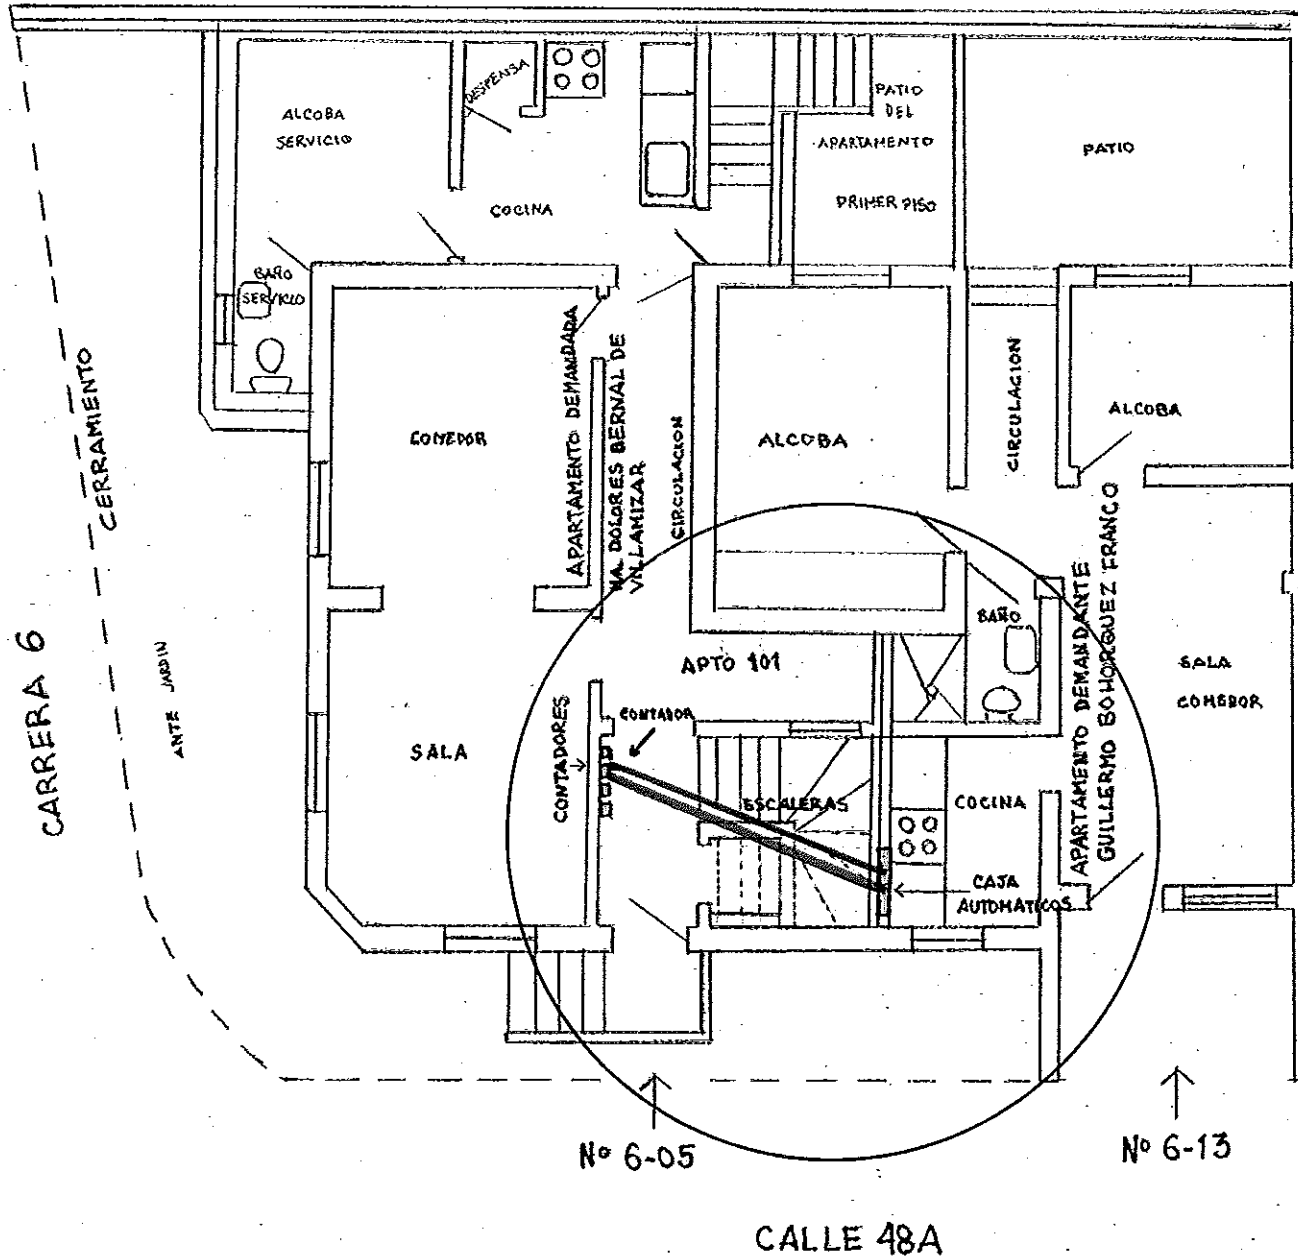 DESPENSA
ALCOBA
SERVICIO
PATIO
DEL
APARTAMENTO
PRIMER PISO
PATIO
COCINA
BAÑO
SERVICIO
CERRAMIENTO
COMEDOR
APARTAMENTO DEMANDADA
MA. DOLORES BERNAL DE
VILLAMIZAR
CIRCULACION
ALCOBA
CIRCULACION
ALCOBA
CARRERA 6
ANTE JARDIN
SALA
CONTADORES
CONTADOR
APTO 101
BAÑO
APARTAMENTO DEMANDANTE
GUILLERMO BOHORQUEZ FRANCO
SALA
COMEDOR
ESCALERAS
COCINA
CAJA
AUTOMATICOS
Nº 6-05
Nº 6-13
CALLE 48A